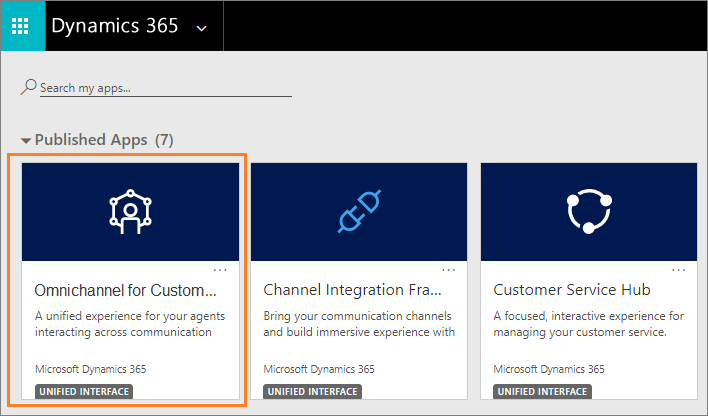 Dynamics 365
Search my apps...
Published Apps (7)
Omnichannel for Custom...
A unified experience for your agents
interacting across communication
Microsoft Dynamics 365
UNIFIED INTERFACE
Channel Integration Fra...
Bring your communication channels
and build immersive experience with
Microsoft Dynamics 365
UNIFIED INTERFACE
Customer Service Hub
A focused, interactive experience for
managing your customer service.
Microsoft Dynamics 365
UNIFIED INTERFACE